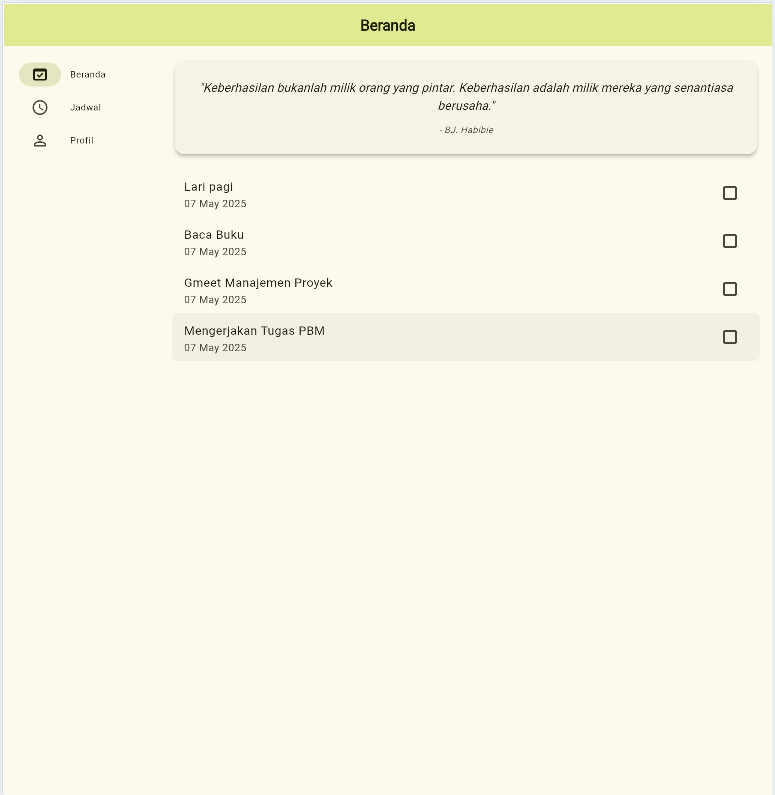 Beranda
Beranda
Jadwal
Profil
"Keberhasilan bukanlah milik orang yang pintar. Keberhasilan adalah milik mereka yang senantiasa
berusaha."
- BJ. Habibie
Lari pagi
07 May 2025
Baca Buku
07 May 2025
Gmeet Manajemen Proyek
07 May 2025
Mengerjakan Tugas PBM
07 May 2025